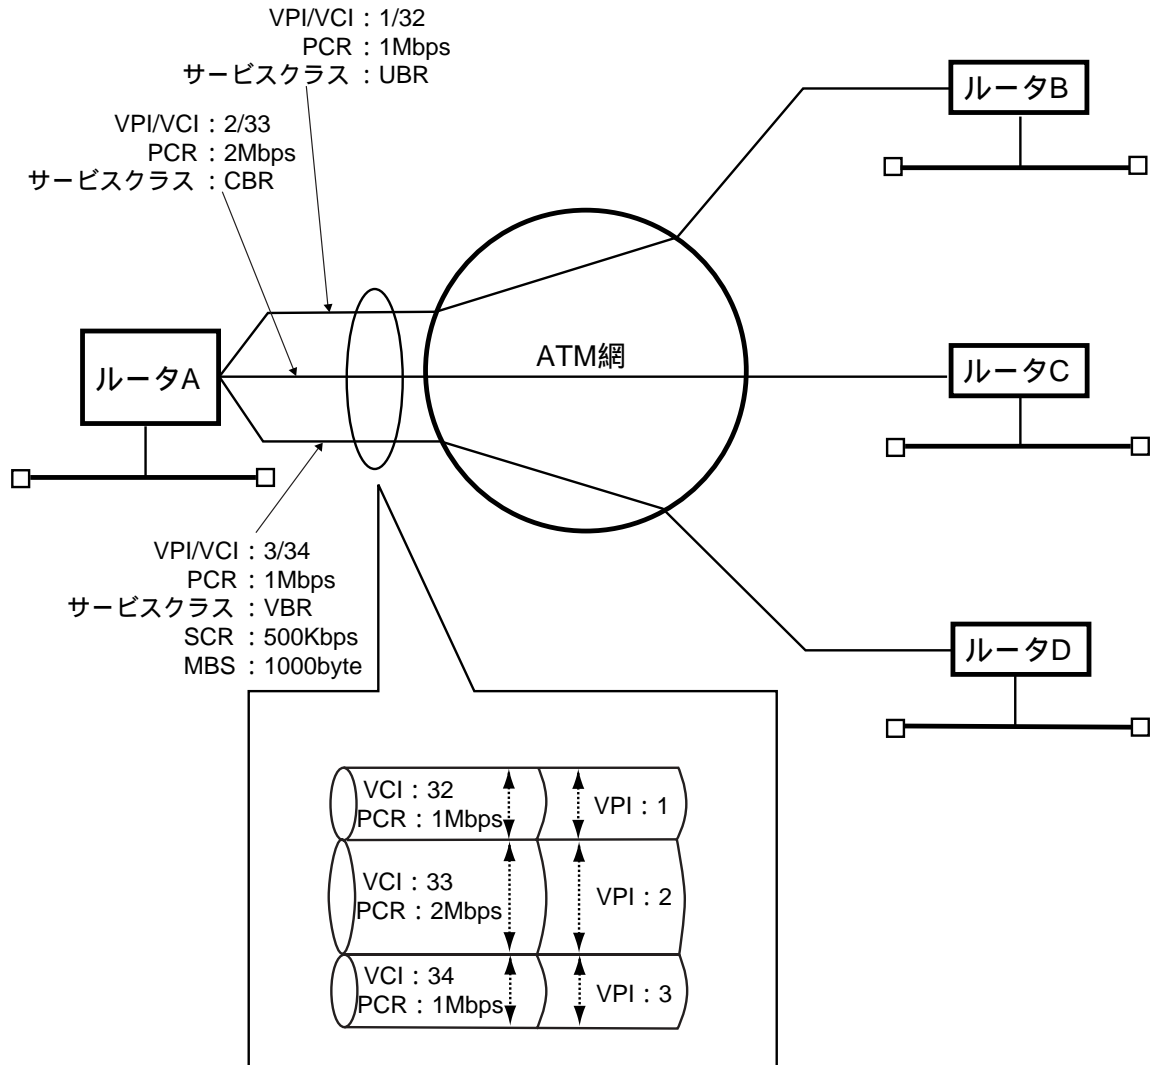 VPI/VCI：1/32
PCR：1Mbps
サービスクラス：UBR
VPI/VCI：2/33
PCR：2Mbps
サービスクラス：CBR
ルータB
ルータA
ATM網
ルータC
VPI/VCI：3/34
PCR：1Mbps
サービスクラス：VBR
SCR：500Kbps
MBS：1000byte
ルータD
VCI：32
PCR：1Mbps
VPI：1
VCI：33
PCR：2Mbps
VPI：2
VCI：34
PCR：1Mbps
VPI：3